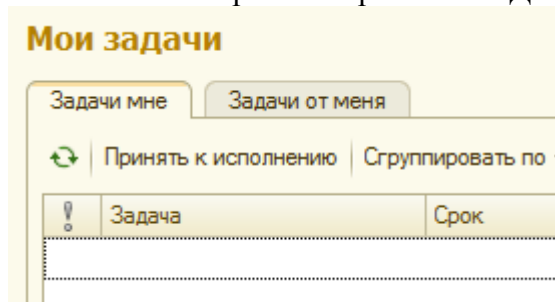 Мои задачи
Задачи мне Задачи от меня
Принять к исполнению Сгруппировать по
Задача Срок